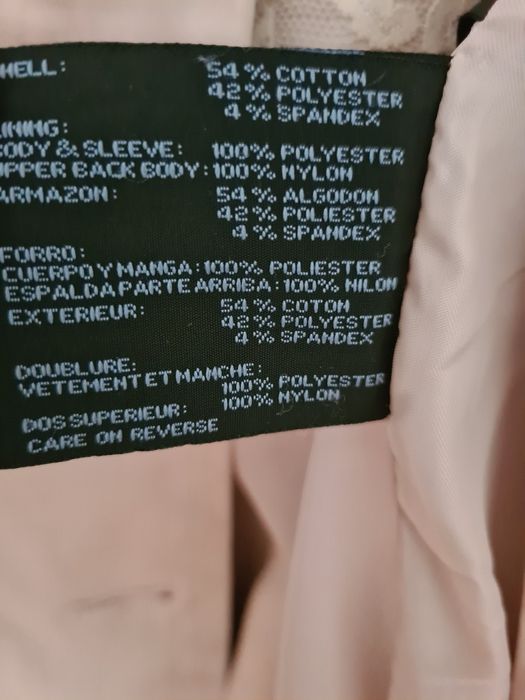 HELL: 54% COTTON
42% POLYESTER
4% SPANDEX
INING:
ODY & SLEEVE: 100% POLYESTER
UPPER BACK BODY: 100% NYLON
ARMAZON: 54% ALGODON
42% POLIESTER
4% SPANDEX
FORRO:
CUERPO Y MANGA: 100% POLIESTER
ESPALDA PARTE ARRIBA: 100% NILON
EXTERIEUR: 54% COTON
42% POLYESTER
4% SPANDEX
DOUBLURE:
VETEMENT ET MANCHE:
100% POLYESTER
DOS SUPERIEUR: 100% NYLON
CARE ON REVERSE